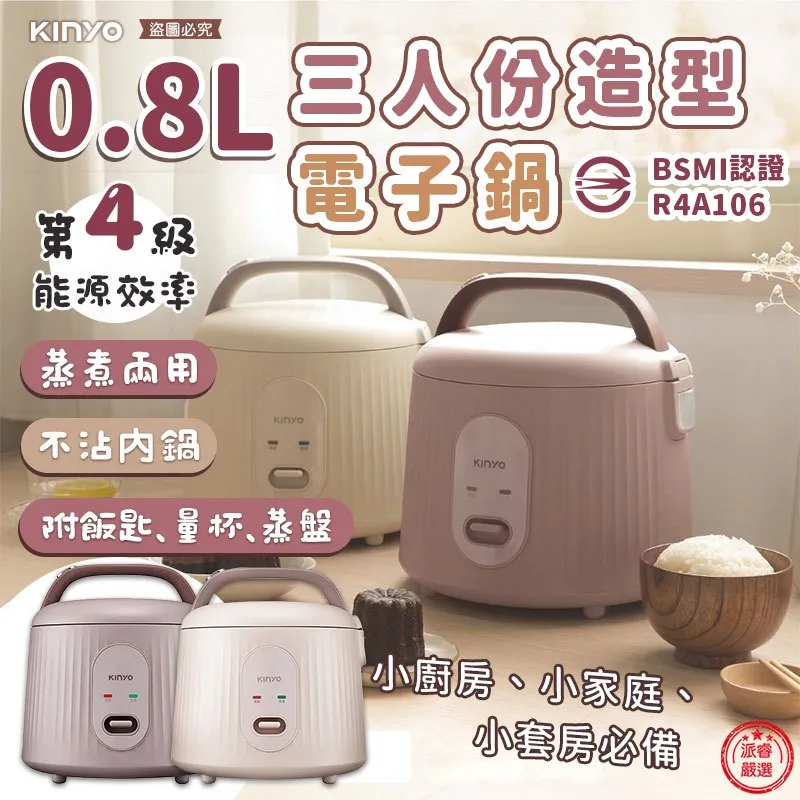 KINYO 盜圖必究
0.8L
三人份造型
電子鍋
BSMI認證
R4A106
第4級
能源效率
蒸煮兩用
不沾內鍋
附飯匙、量杯、蒸盤
KINYO
KINYO
KINYO
KINYO
小廚房、小家庭、
小套房必備
派睿
嚴選